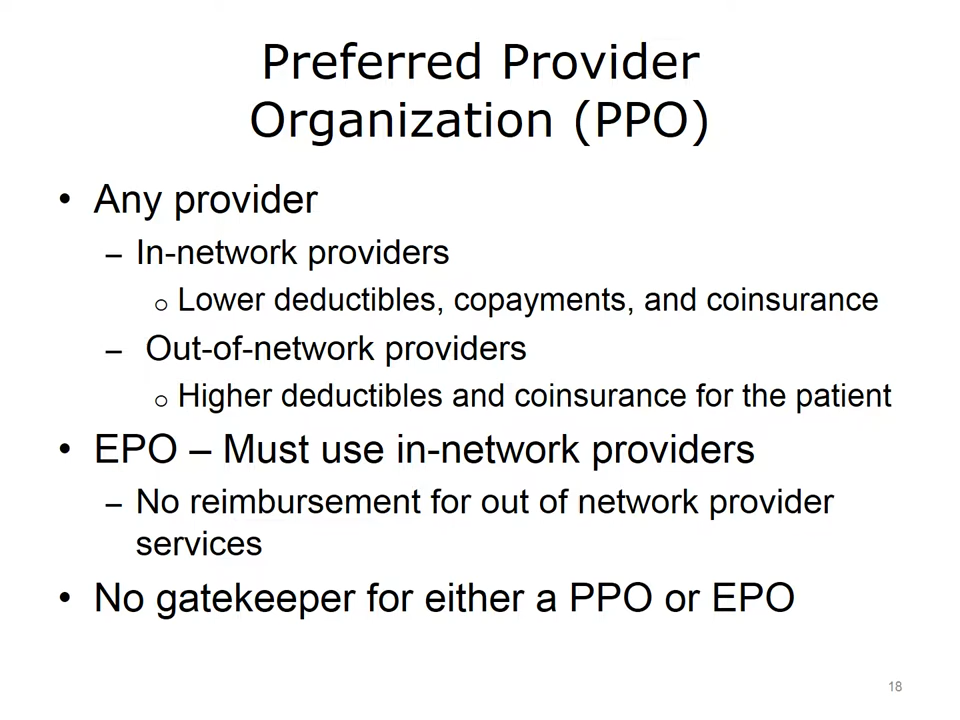 Preferred Provider
Organization (PPO)
• Any provider
– In-network providers
o Lower deductibles, copayments, and coinsurance
– Out-of-network providers
o Higher deductibles and coinsurance for the patient
• EPO – Must use in-network providers
– No reimbursement for out of network provider
services
• No gatekeeper for either a PPO or EPO
18